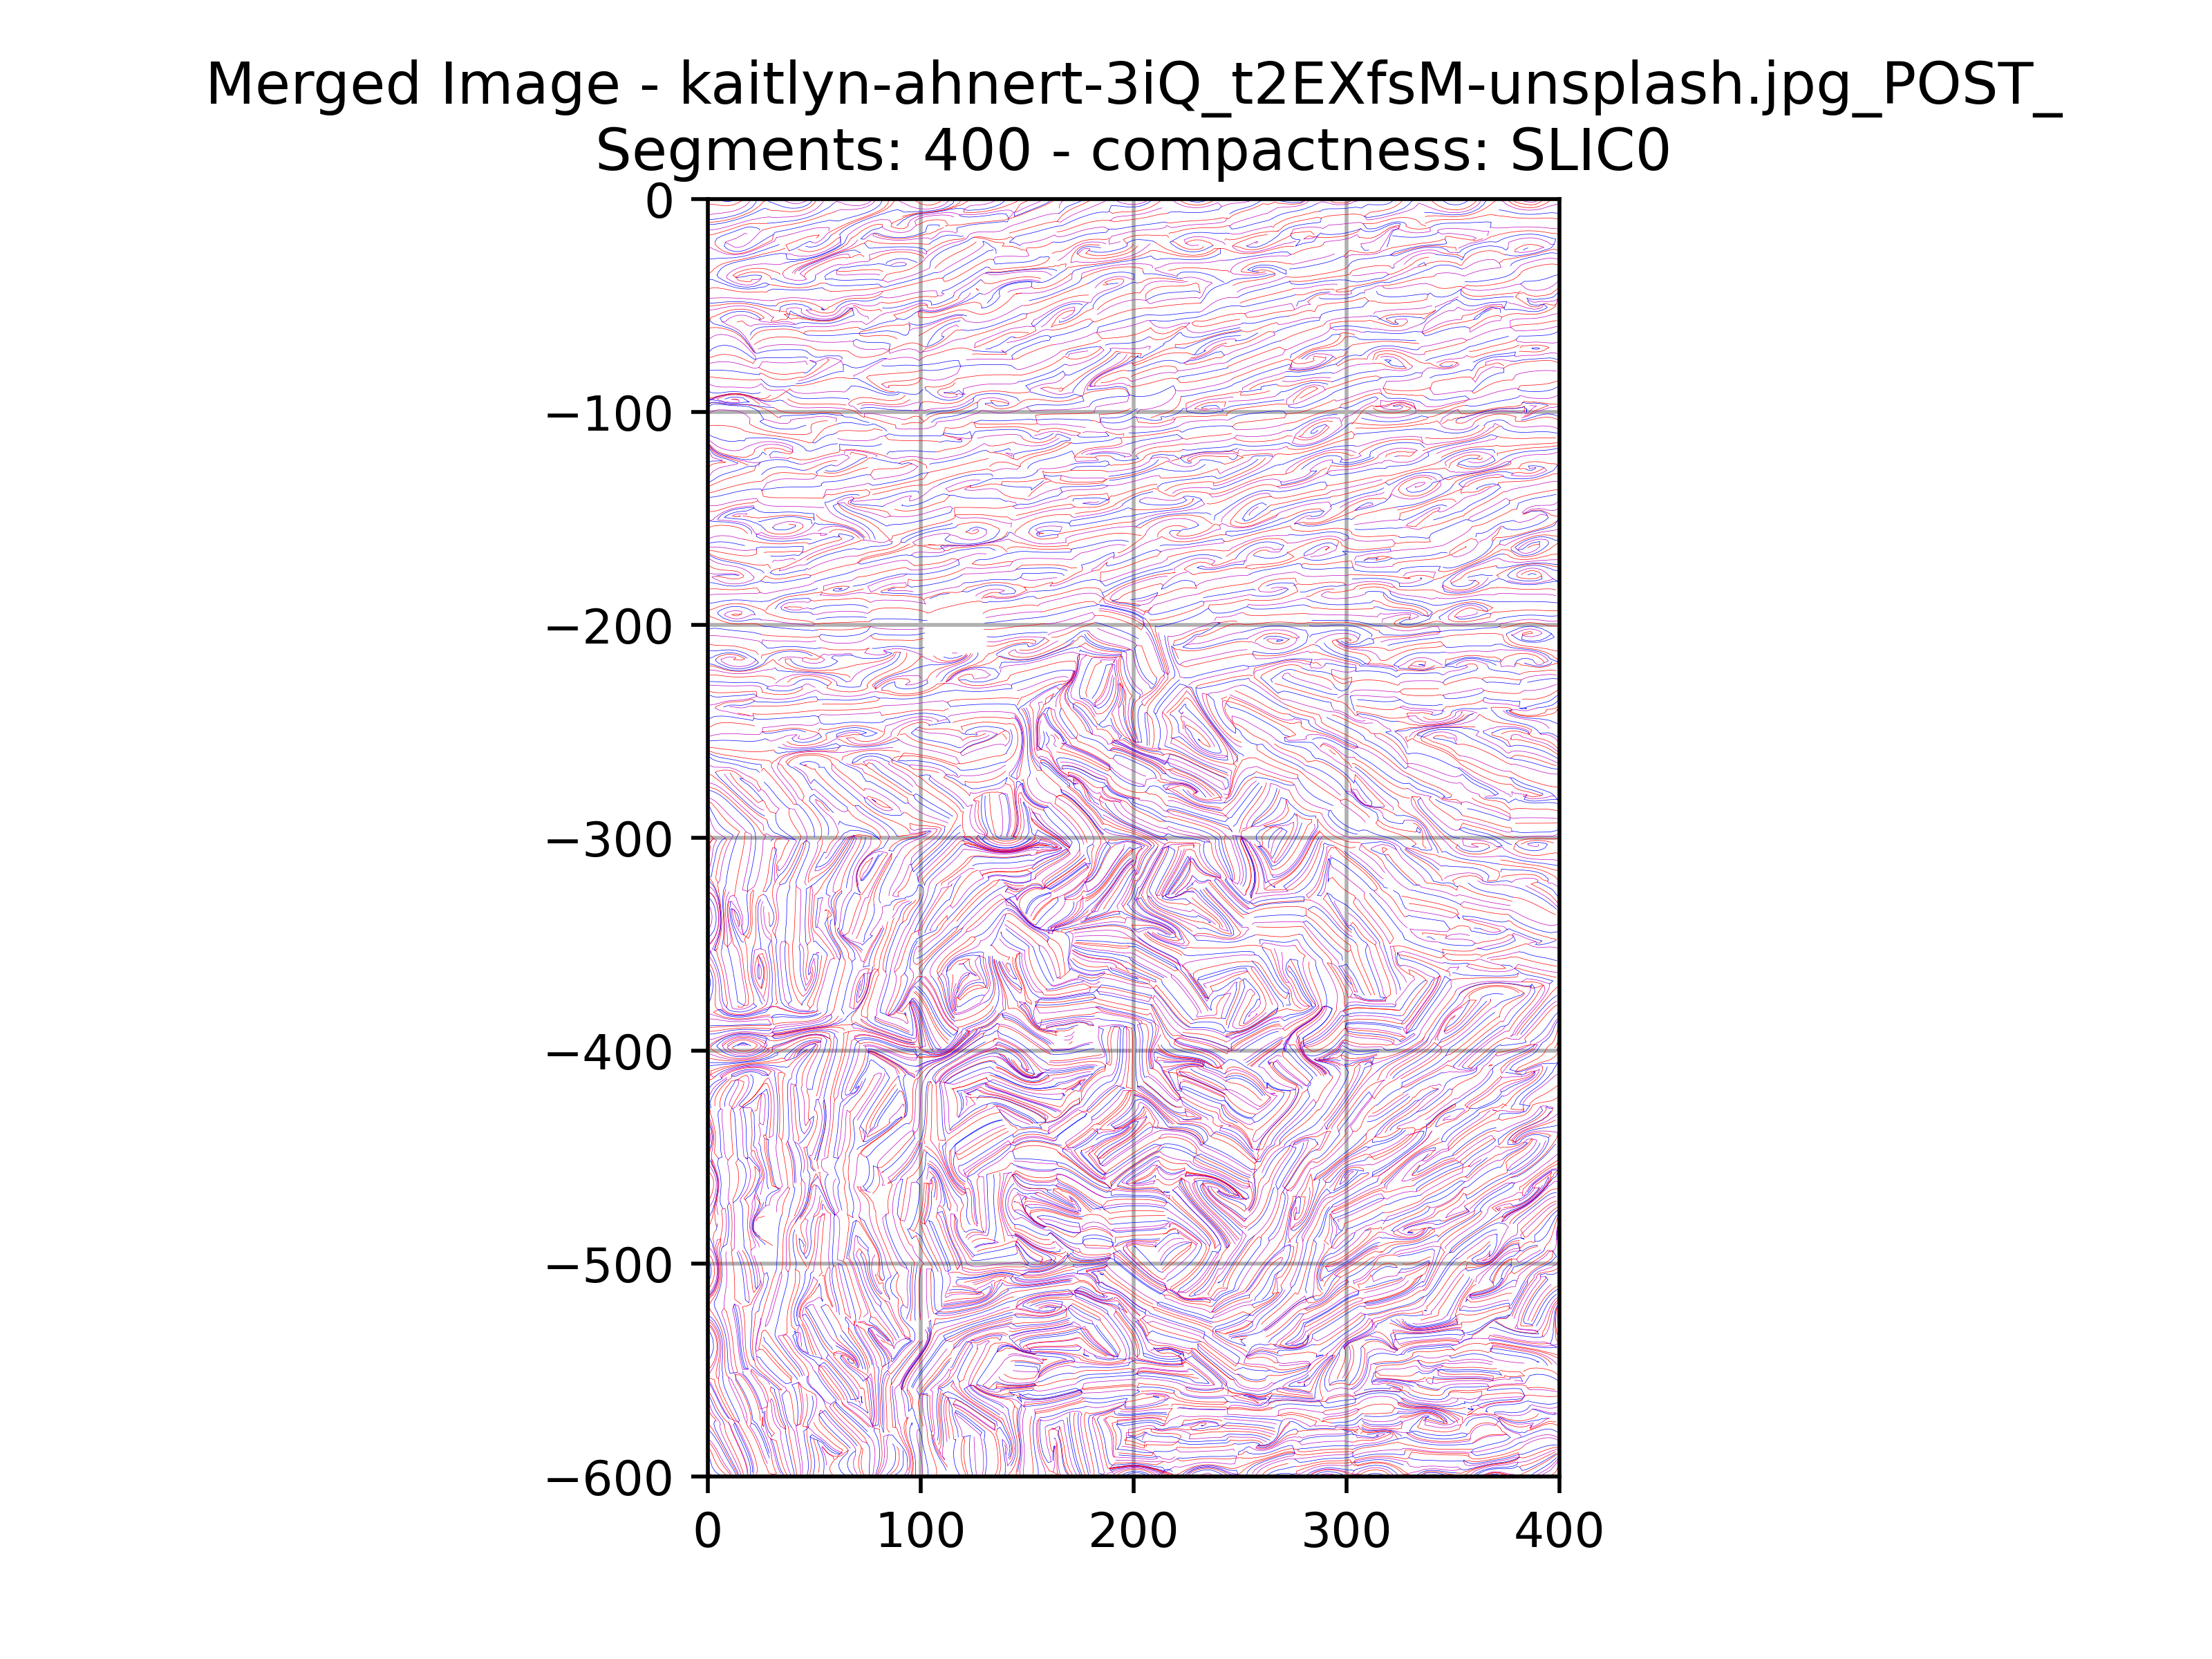 Merged Image - kaitlyn-ahnert-3iQ_t2EXfsM-unsplash.jpg_POST_
Segments: 400 - compactness: SLIC0
0
−100
−200
−300
−400
−500
−600
0 100 200 300 400